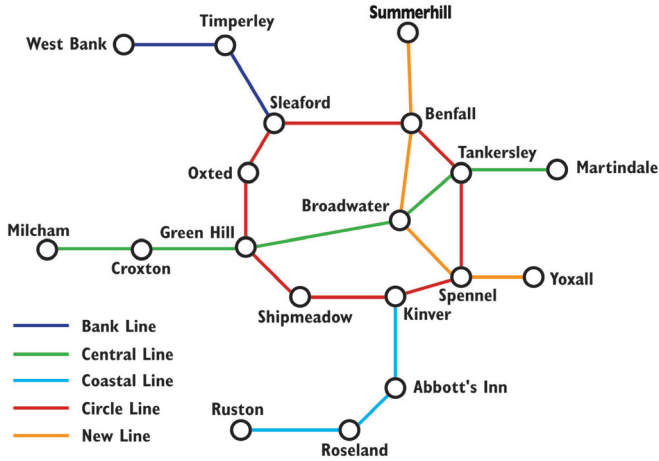 Summerhill
Timperley
West Bank
Sleaford
Benfall
Tankersley
Martindale
Oxted
Broadwater
Milcham
Green Hill
Croxton
Spennel
Yoxall
Shipmeadow
Kinver
Bank Line
Central Line
Coastal Line
Circle Line
New Line
Abbott's Inn
Ruston
Roseland